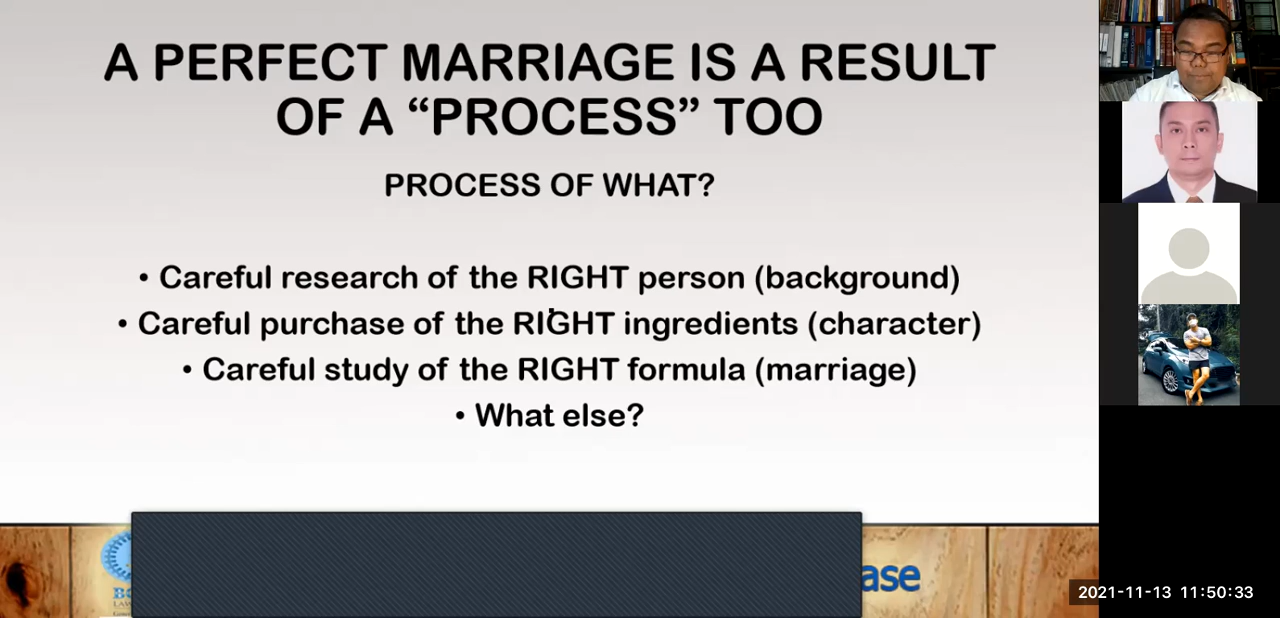 A PERFECT MARRIAGE IS A RESULT
OF A “PROCESS” TOO
PROCESS OF WHAT?
• Careful research of the RIGHT person (background)
• Careful purchase of the RIGHT ingredients (character)
• Careful study of the RIGHT formula (marriage)
• What else?
ase
2021-11-13 11:50:33